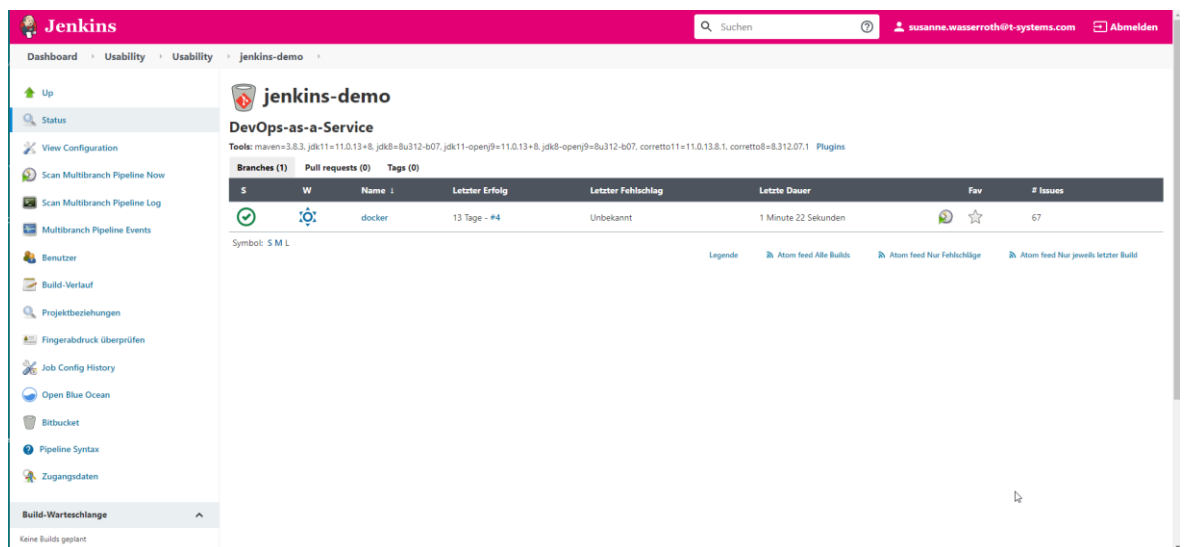 Jenkins
Suchen
susanne.wasserroth@t-systems.com
Abmelden
Dashboard Usability Usability jenkins-demo
Up
Status
View Configuration
Scan Multibranch Pipeline Now
Scan Multibranch Pipeline Log
Multibranch Pipeline Events
Benutzer
Build-Verlauf
Projektbeziehungen
Fingerabdruck überprüfen
Job Config History
Open Blue Ocean
Bitbucket
Pipeline Syntax
Zugangsdaten
Build-Warteschlange
Keine Builds geplant
jenkins-demo
DevOps-as-a-Service
Tools: maven=3.8.3, jdk11=11.0.13+8, jdk8=8u312-b07, jdk11-openj9=11.0.13+8, jdk8-openj9=8u312-b07, corretto11=11.0.13.8.1, corretto8=8.312.07.1 Plugins
Branches (1) Pull requests (0) Tags (0)
S W Name ↓ Letzter Erfolg Letzter Fehlschlag Letzte Dauer Fav # Issues
docker 13 Tage - #4 Unbekannt 1 Minute 22 Sekunden 67
Symbol: S M L
Legende Atom feed Alle Builds Atom feed Nur Fehlschläge Atom feed Nur jeweils letzter Build